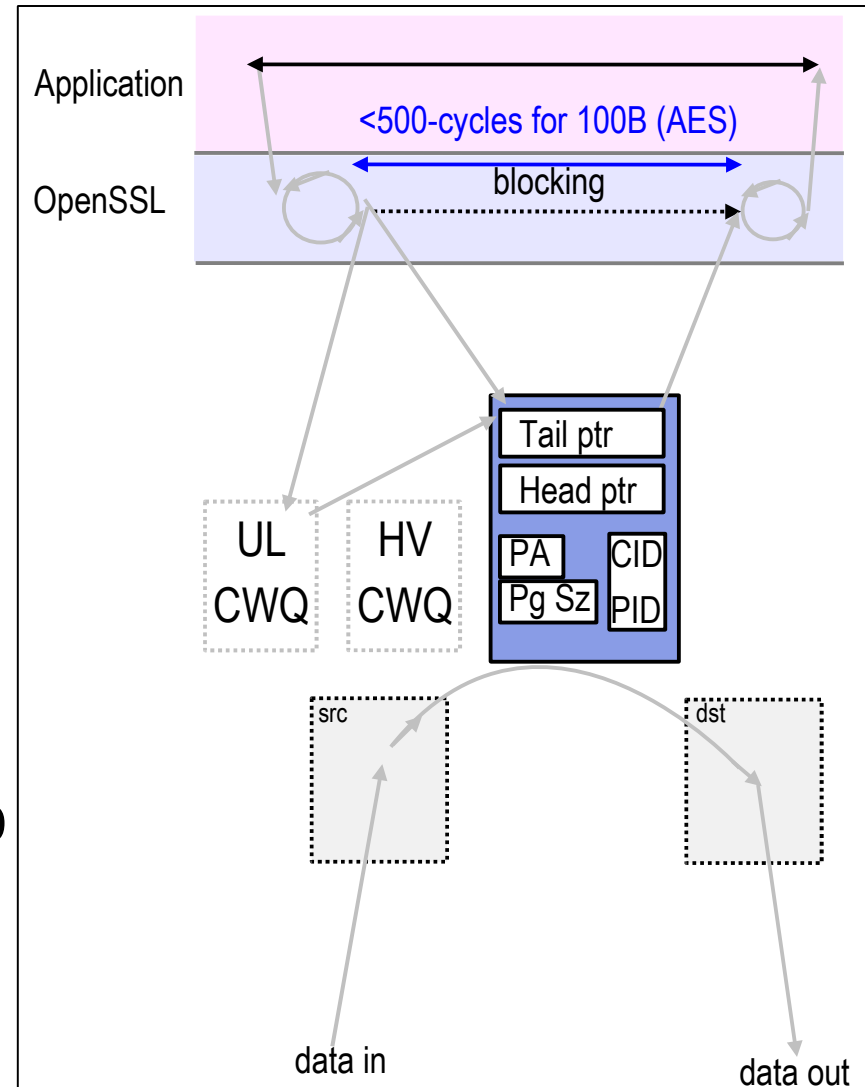 Application
<500-cycles for 100B (AES)
OpenSSL
blocking
Tail ptr
Head ptr
UL
CWQ
HV
CWQ
PA
Pg Sz
CID
PID
src
dst
data in
data out